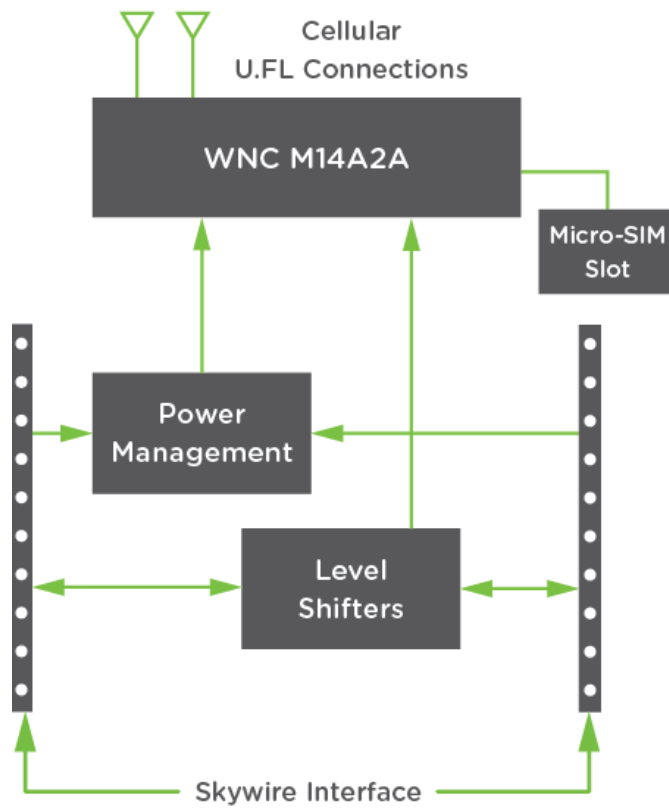 Cellular
U.FL Connections
WNC M14A2A
Micro-SIM
Slot
Power
Management
Level
Shifters
Skywire Interface